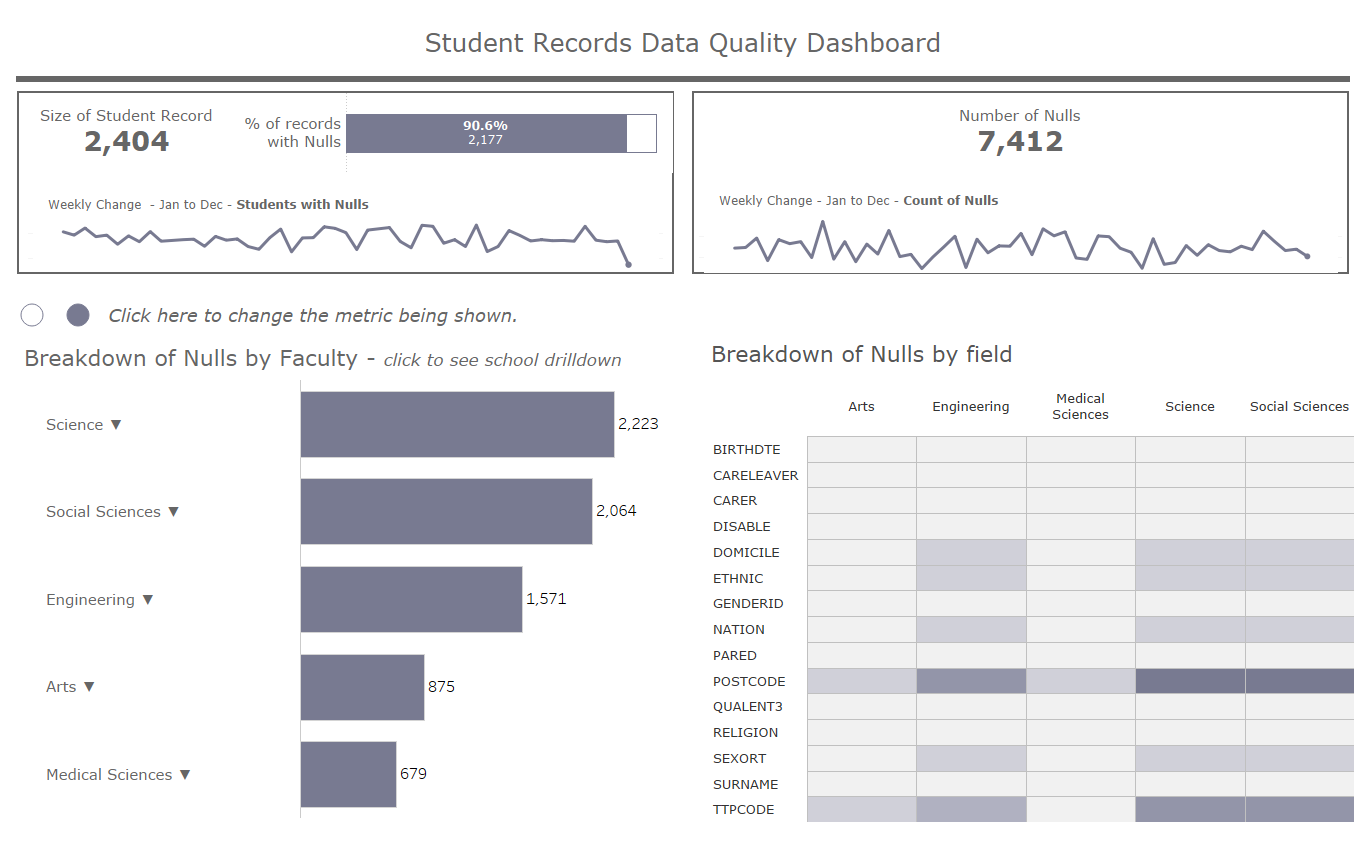 Student Records Data Quality Dashboard
Size of Student Record
2,404
% of records
with Nulls
90.6%
2,177
Weekly Change  - Jan to Dec - Students with Nulls
Number of Nulls
7,412
Weekly Change - Jan to Dec - Count of Nulls
Click here to change the metric being shown.
Breakdown of Nulls by Faculty - click to see school drilldown
Science ▼ 2,223
Social Sciences ▼ 2,064
Engineering ▼ 1,571
Arts ▼ 875
Medical Sciences ▼ 679
Breakdown of Nulls by field
Arts Engineering Medical Sciences Science Social Sciences
BIRTHDTE
CARELEAVER
CARER
DISABLE
DOMICILE
ETHNIC
GENDERID
NATION
PARED
POSTCODE
QUALENT3
RELIGION
SEXORT
SURNAME
TTPCODE